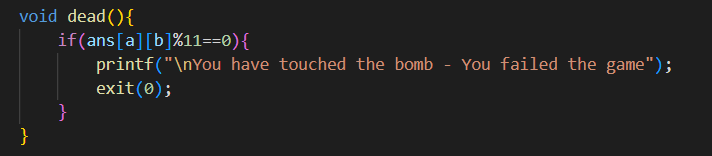 void dead(){
    if(ans[a][b]%11==0){
        printf("\nYou have touched the bomb - You failed the game");
        exit(0);
    }
}